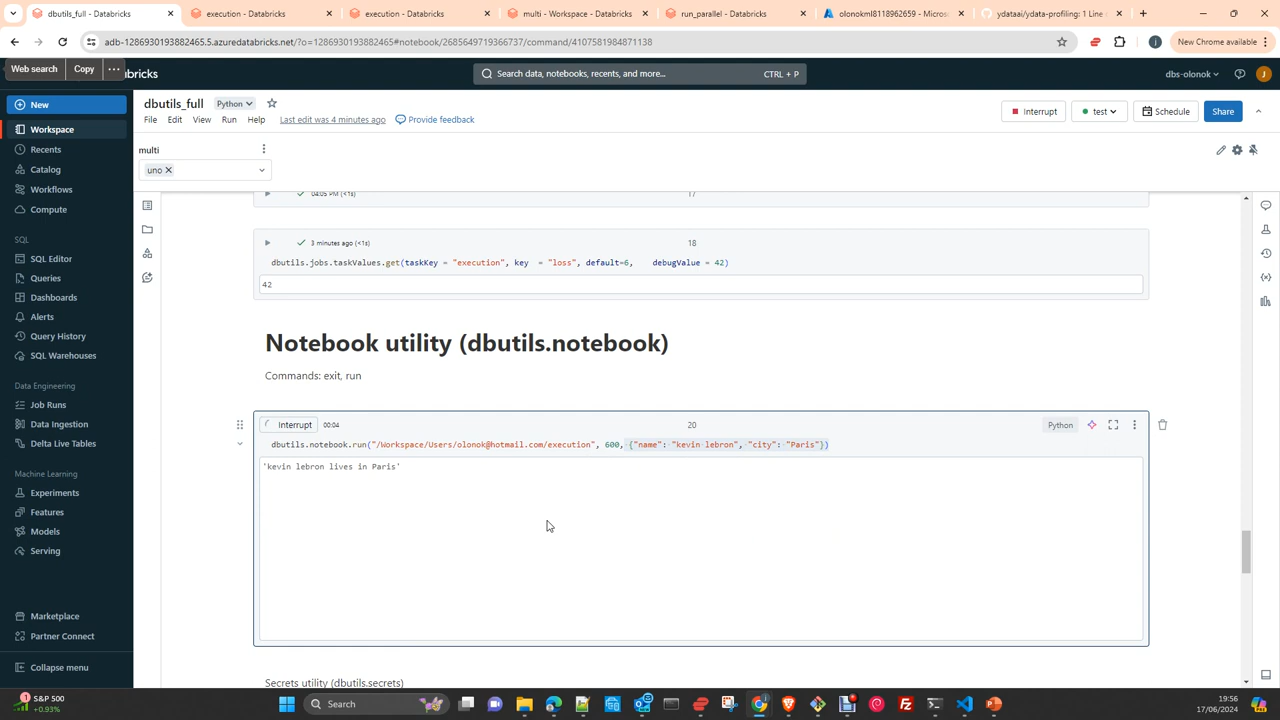 dbutils_full - Databricks
execution - Databricks
execution - Databricks
multi - Workspace - Databricks
run_parallel - Databricks
olonokml8118962659 - Micros
ydataai/ydata-profiling: 1 Line
adb-1286930193882465.5.azuredatabricks.net/?o=1286930193882465#notebook/2685649719366737/command/4107581984871138
New Chrome available
Web search
Copy
Search data, notebooks, recents, and more...
CTRL + P
dbs-olonok
J
New
Workspace
Recents
Catalog
Workflows
Compute
SQL
SQL Editor
Queries
Dashboards
Alerts
Query History
SQL Warehouses
Data Engineering
Job Runs
Data Ingestion
Delta Live Tables
Machine Learning
Experiments
Features
Models
Serving
Marketplace
Partner Connect
Collapse menu
dbutils_full
Python
File
Edit
View
Run
Help
Last edit was 4 minutes ago
Provide feedback
Interrupt
test
Schedule
Share
multi
uno
04:05 PM (<1s)
17
3 minutes ago (<1s)
18
dbutils.jobs.taskValues.get(taskKey = "execution", key = "loss", default=6, debugValue = 42)
42
Notebook utility (dbutils.notebook)
Commands: exit, run
Interrupt
00:04
20
Python
dbutils.notebook.run("/Workspace/Users/olonok@hotmail.com/execution", 600, {"name": "kevin lebron", "city": "Paris"})
'kevin lebron lives in Paris'
Secrets utility (dbutils.secrets)
S&P 500
+0.93%
Search
19:56
17/06/2024